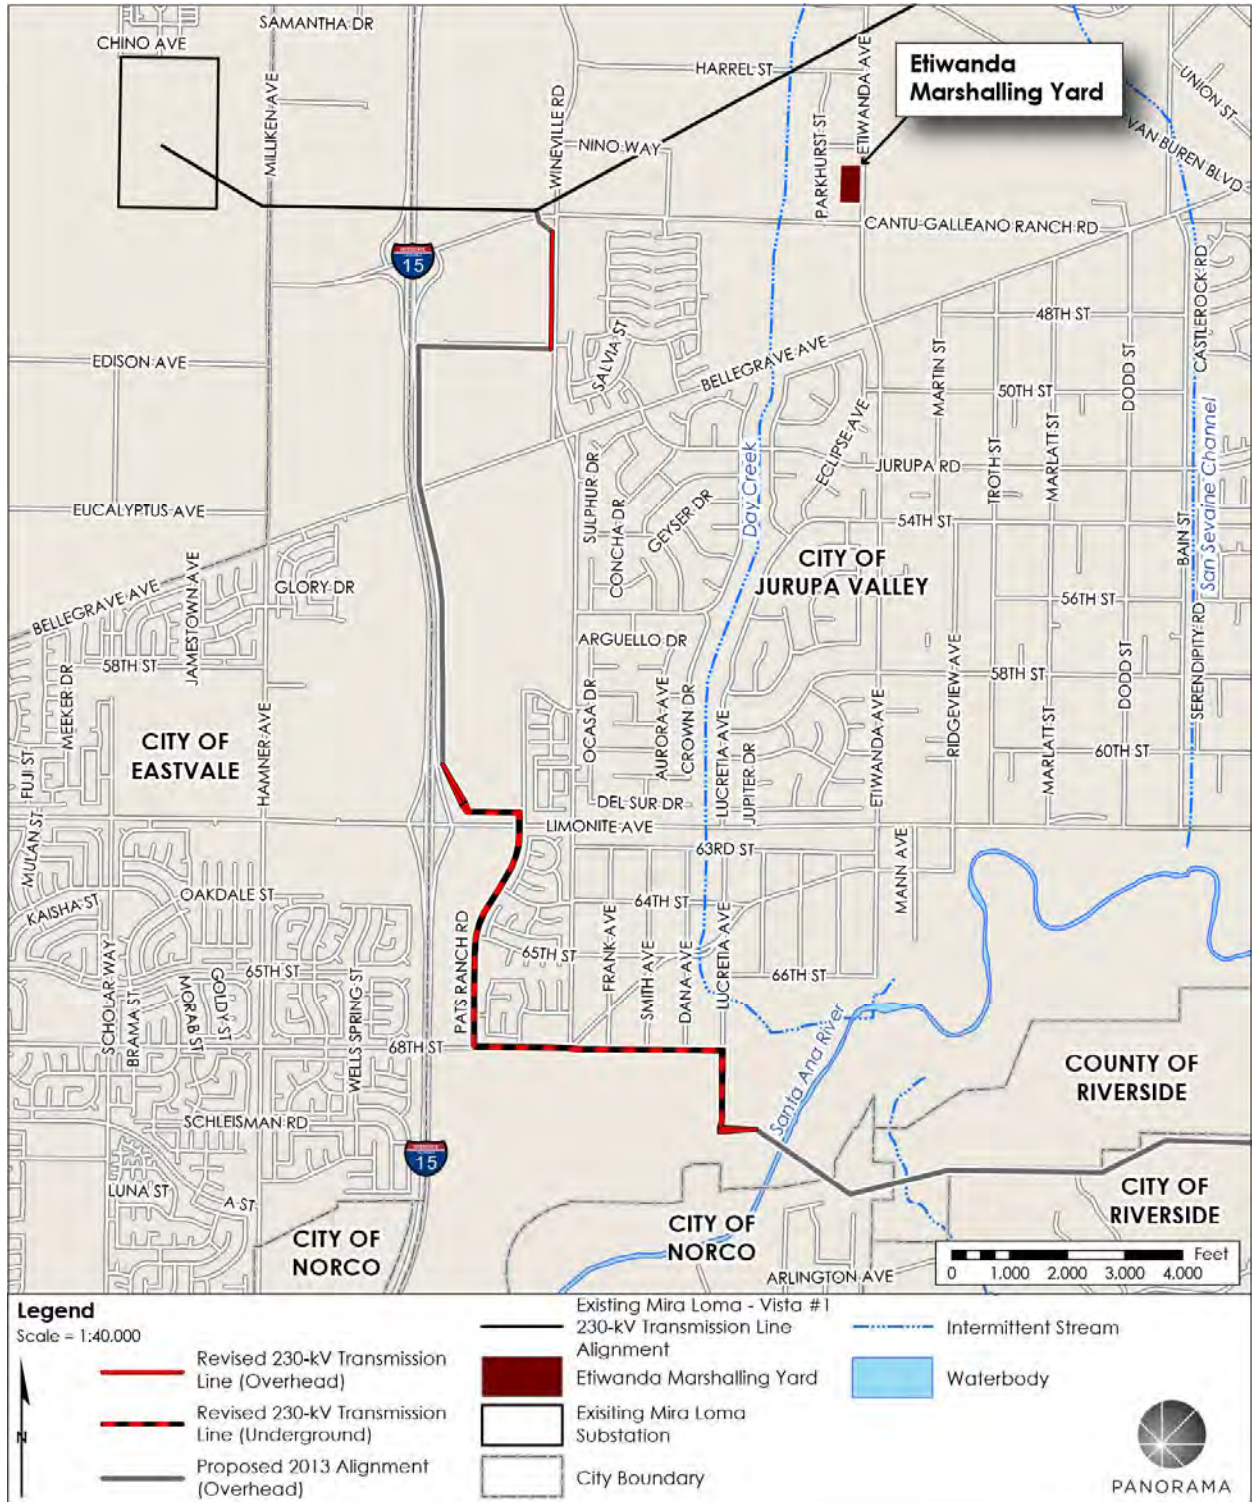 SAMANTHA DR
CHINO AVE
HARREL ST
ETIWANDA AVE
Etiwanda
Marshalling Yard
UNION ST
MILLIKEN AVE
WINEVILLE RD
NINO WAY
PARKHURST ST
VAN BUREN BLVD
CANTU-GALLEANO RANCH RD
INTERSTATE
15
CASTLEROCK RD
48TH ST
EDISON AVE
SALVIA ST
BELLEGRAVE AVE
MARTIN ST
DODD ST
50TH ST
ECLIPSE AVE
JURUPA RD
TROTH ST
MARLATT ST
EUCALYPTUS AVE
SULPHUR DR
CONCHA DR
GEYSER DR
Day Creek
54TH ST
BAIN ST
San Sevaine Channel
CITY OF
JURUPA VALLEY
BELLEGRAVE AVE
JAMESTOWN AVE
GLORY DR
56TH ST
ARGUELLO DR
58TH ST
MEEKER DR
58TH ST
DODD ST
SERENDIPITY RD
RIDGEVIEW AVE
OCASA DR
AURORA AVE
CROWN DR
LUCRETIA AVE
JUPITER DR
ETIWANDA AVE
MARLATT ST
60TH ST
CITY OF
EASTVALE
HAMNER AVE
FUJI ST
DEL SUR DR
LIMONITE AVE
MULAN ST
63RD ST
MANN AVE
KAISHA ST
OAKDALE ST
64TH ST
PATS RANCH RD
65TH ST
FRANK AVE
SMITH AVE
DANA AVE
LUCRETIA AVE
66TH ST
65TH ST
SCHOLAR WAY
BRAMA ST
MORAB ST
GOLDY ST
WELLS SPRING ST
68TH ST
Santa Ana River
COUNTY OF
RIVERSIDE
SCHLEISMAN RD
15
LUNA ST
A ST
CITY OF
NORCO
CITY OF
NORCO
CITY OF
RIVERSIDE
ARLINGTON AVE
Feet
0 1,000 2,000 3,000 4,000
Legend
Scale = 1:40,000
N
Revised 230-kV Transmission
Line (Overhead)
Revised 230-kV Transmission
Line (Underground)
Proposed 2013 Alignment
(Overhead)
Existing Mira Loma - Vista #1
230-kV Transmission Line
Alignment
Etiwanda Marshalling Yard
Exisiting Mira Loma
Substation
City Boundary
Intermittent Stream
Waterbody
PANORAMA